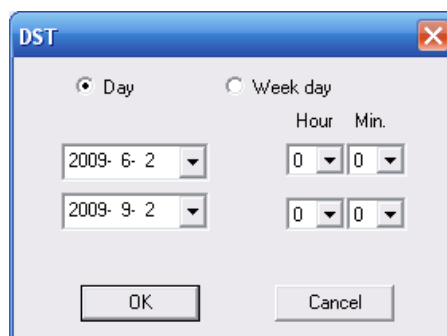 DST
Day Week day
Hour Min.
2009- 6- 2 0 0
2009- 9- 2 0 0
OK Cancel